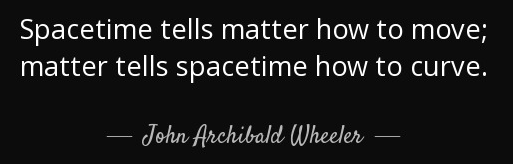 Spacetime tells matter how to move;
matter tells spacetime how to curve.
John Archibald Wheeler